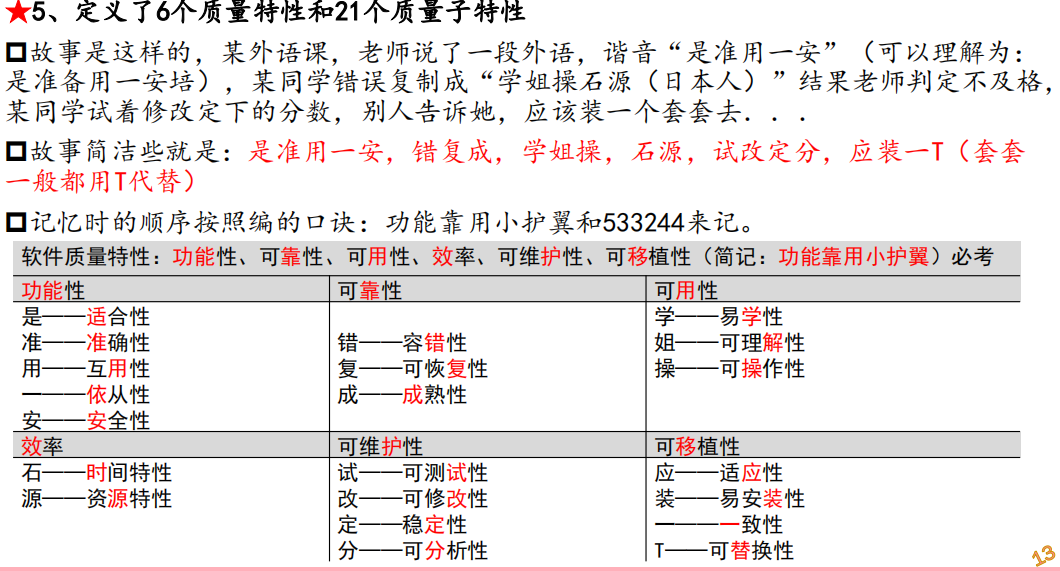 ★5、定义了6个质量特性和21个质量子特性
故事是这样的，某外语课，老师说了一段外语，谐音“是准用一安”（可以理解为：
是准备用一安培），某同学错误复制成“学姐操石源（日本人）”结果老师判定不及格，
某同学试着修改定下的分数，别人告诉她，应该装一个套套去．．．
故事简洁些就是：是准用一安，错复成，学姐操，石源，试改定分，应装一T（套套
一般都用T代替）
记忆时的顺序按照编的口诀：功能靠用小护翼和533244来记。
软件质量特性：功能性、可靠性、可用性、效率、可维护性、可移植性（简记：功能靠用小护翼）必考
功能性 可靠性 可用性
是——适合性 学——易学性
准——准确性 错——容错性 姐——可理解性
用——互用性 复——可恢复性 操——可操作性
一——依从性 成——成熟性
安——安全性
效率 可维护性 可移植性
石——时间特性 试——可测试性 应——适应性
源——资源特性 改——可修改性 装——易安装性
定——稳定性 一——一致性
分——可分析性 T——可替换性
13